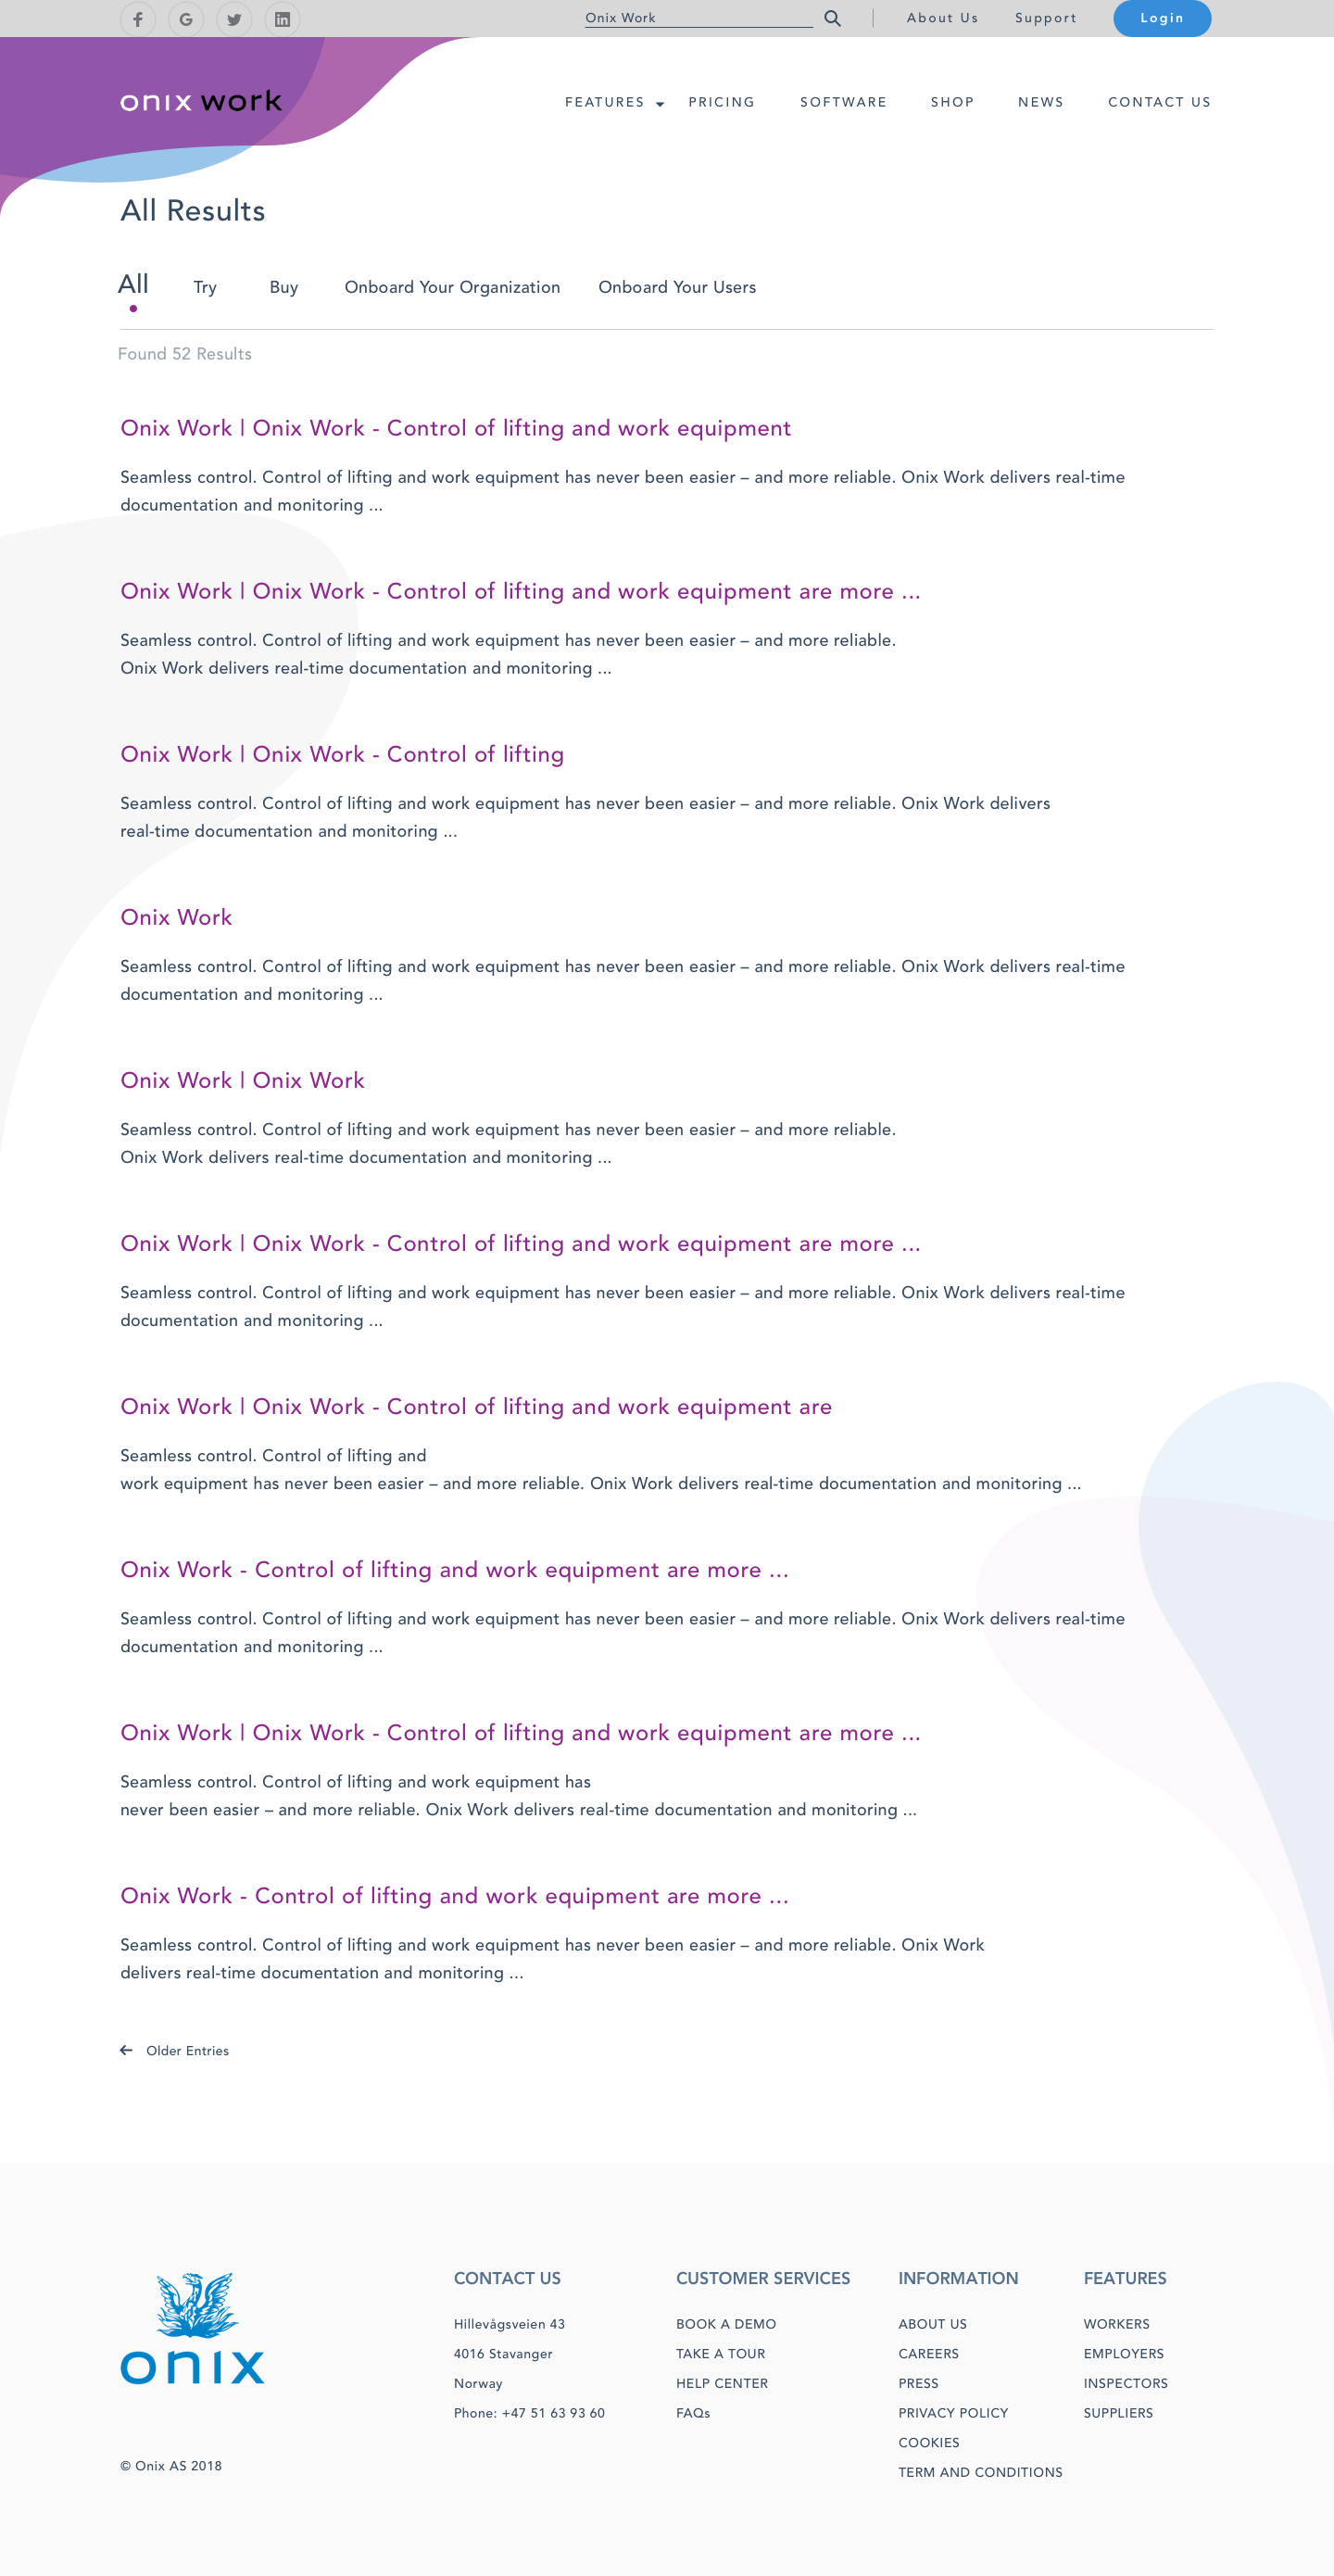 Onix Work
About Us
Support
Login
onix work
FEATURES
PRICING
SOFTWARE
SHOP
NEWS
CONTACT US
All Results
All
Try
Buy
Onboard Your Organization
Onboard Your Users
Found 52 Results
Onix Work | Onix Work - Control of lifting and work equipment
Seamless control. Control of lifting and work equipment has never been easier – and more reliable. Onix Work delivers real-time
documentation and monitoring ...
Onix Work | Onix Work - Control of lifting and work equipment are more ...
Seamless control. Control of lifting and work equipment has never been easier – and more reliable.
Onix Work delivers real-time documentation and monitoring ...
Onix Work | Onix Work - Control of lifting
Seamless control. Control of lifting and work equipment has never been easier – and more reliable. Onix Work delivers
real-time documentation and monitoring ...
Onix Work
Seamless control. Control of lifting and work equipment has never been easier – and more reliable. Onix Work delivers real-time
documentation and monitoring ...
Onix Work | Onix Work
Seamless control. Control of lifting and work equipment has never been easier – and more reliable.
Onix Work delivers real-time documentation and monitoring ...
Onix Work | Onix Work - Control of lifting and work equipment are more ...
Seamless control. Control of lifting and work equipment has never been easier – and more reliable. Onix Work delivers real-time
documentation and monitoring ...
Onix Work | Onix Work - Control of lifting and work equipment are
Seamless control. Control of lifting and
work equipment has never been easier – and more reliable. Onix Work delivers real-time documentation and monitoring ...
Onix Work - Control of lifting and work equipment are more ...
Seamless control. Control of lifting and work equipment has never been easier – and more reliable. Onix Work delivers real-time
documentation and monitoring ...
Onix Work | Onix Work - Control of lifting and work equipment are more ...
Seamless control. Control of lifting and work equipment has
never been easier – and more reliable. Onix Work delivers real-time documentation and monitoring ...
Onix Work - Control of lifting and work equipment are more ...
Seamless control. Control of lifting and work equipment has never been easier – and more reliable. Onix Work
delivers real-time documentation and monitoring ...
Older Entries
onix
© Onix AS 2018
CONTACT US
Hillevågsveien 43
4016 Stavanger
Norway
Phone: +47 51 63 93 60
CUSTOMER SERVICES
BOOK A DEMO
TAKE A TOUR
HELP CENTER
FAQs
INFORMATION
ABOUT US
CAREERS
PRESS
PRIVACY POLICY
COOKIES
TERM AND CONDITIONS
FEATURES
WORKERS
EMPLOYERS
INSPECTORS
SUPPLIERS